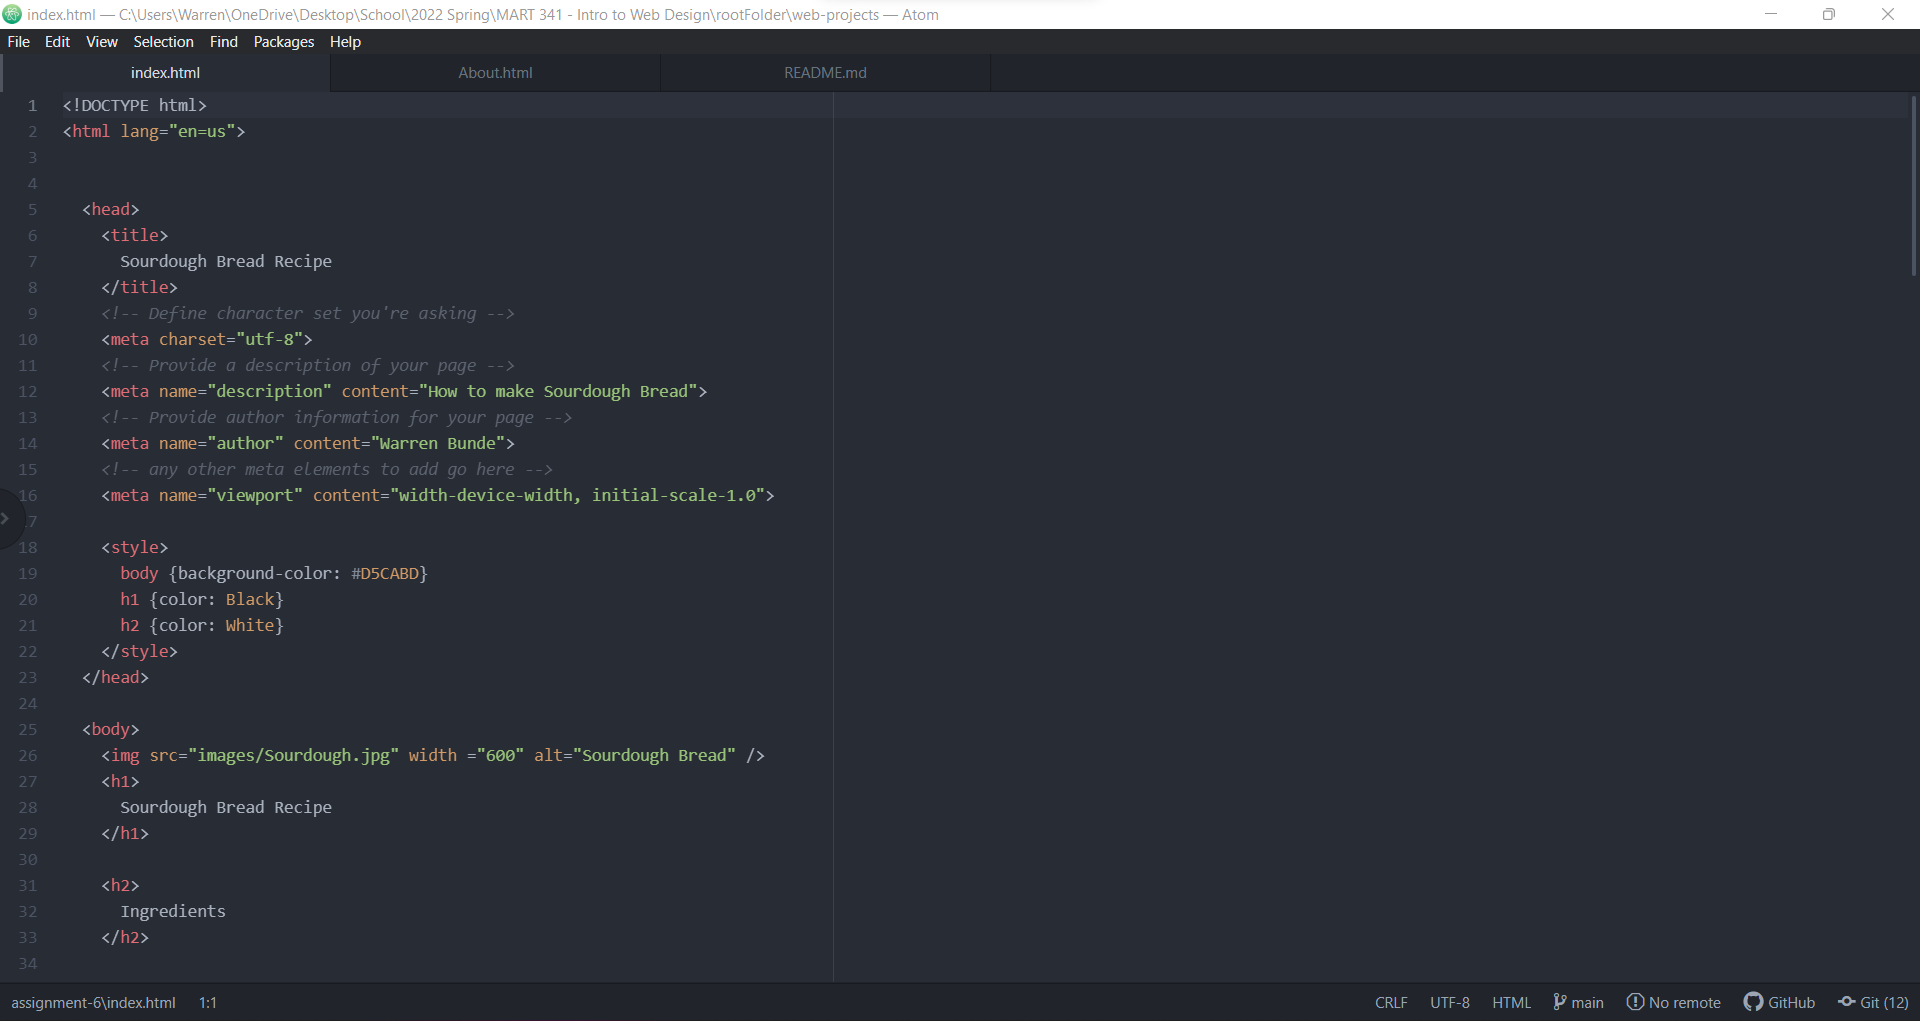 index.html — C:\Users\Warren\OneDrive\Desktop\School\2022 Spring\MART 341 - Intro to Web Design\rootFolder\web-projects — Atom
File Edit View Selection Find Packages Help
index.html About.html README.md
1 <!DOCTYPE html>
2 <html lang="en=us">
3
4
5 <head>
6 <title>
7 Sourdough Bread Recipe
8 </title>
9 <!-- Define character set you're asking -->
10 <meta charset="utf-8">
11 <!-- Provide a description of your page -->
12 <meta name="description" content="How to make Sourdough Bread">
13 <!-- Provide author information for your page -->
14 <meta name="author" content="Warren Bunde">
15 <!-- any other meta elements to add go here -->
16 <meta name="viewport" content="width-device-width, initial-scale-1.0">
7
18 <style>
19 body {background-color: #D5CABD}
20 h1 {color: Black}
21 h2 {color: White}
22 </style>
23 </head>
24
25 <body>
26 <img src="images/Sourdough.jpg" width ="600" alt="Sourdough Bread" />
27 <h1>
28 Sourdough Bread Recipe
29 </h1>
30
31 <h2>
32 Ingredients
33 </h2>
34
assignment-6\index.html 1:1 CRLF UTF-8 HTML main No remote GitHub Git (12)